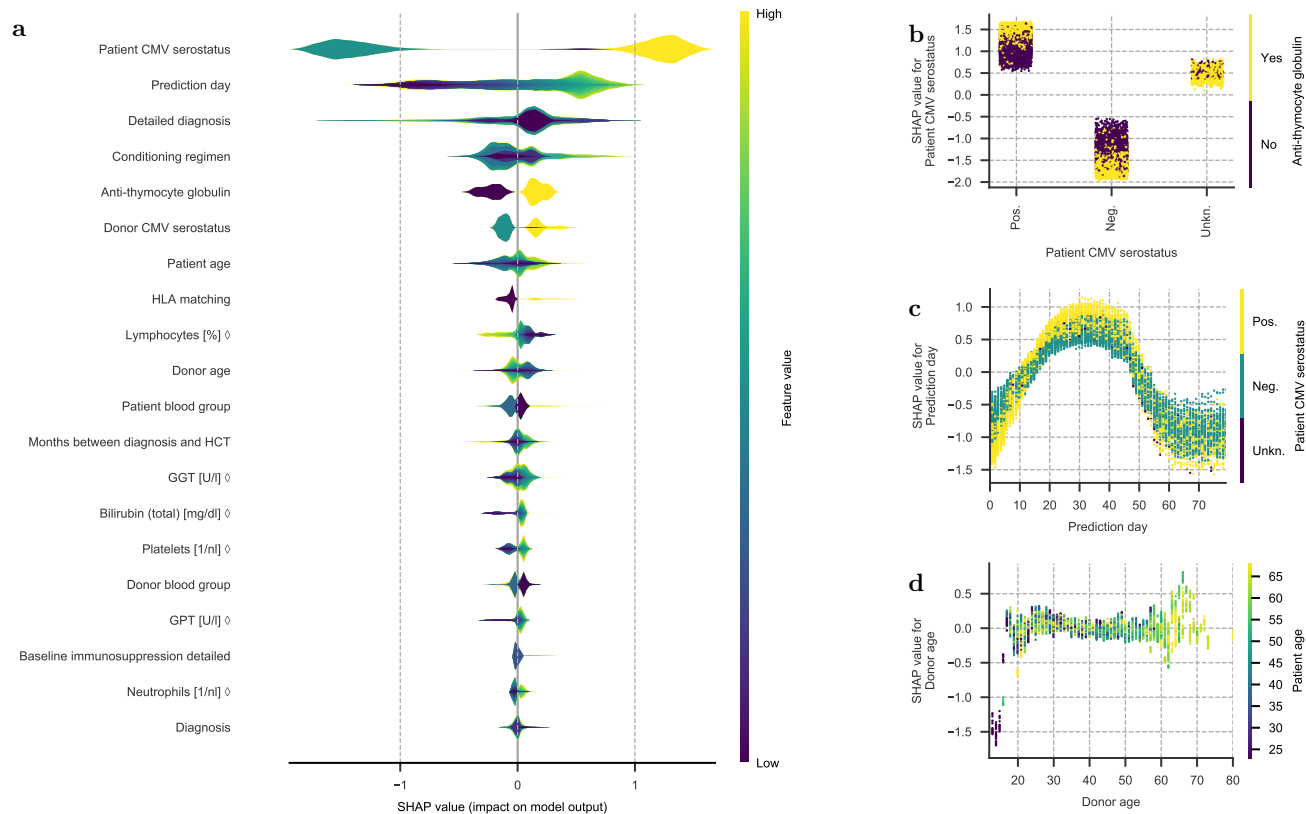 a
Patient CMV serostatus
Prediction day
Detailed diagnosis
Conditioning regimen
Anti-thymocyte globulin
Donor CMV serostatus
Patient age
HLA matching
Lymphocytes [%] ◊
Donor age
Patient blood group
Months between diagnosis and HCT
GGT [U/l] ◊
Bilirubin (total) [mg/dl] ◊
Platelets [1/nl] ◊
Donor blood group
GPT [U/l] ◊
Baseline immunosuppression detailed
Neutrophils [1/nl] ◊
Diagnosis
−1 0 1
SHAP value (impact on model output)
High
Low
Feature value
b
1.5
1.0
0.5
0.0
−0.5
−1.0
−1.5
−2.0
SHAP value for
Patient CMV serostatus
Pos. Neg. Unkn.
Patient CMV serostatus
Yes
No
Anti-thymocyte globulin
c
1.0
0.5
0.0
−0.5
−1.0
−1.5
SHAP value for
Prediction day
0 10 20 30 40 50 60 70
Prediction day
Pos.
Neg.
Unkn.
Patient CMV serostatus
d
0.5
0.0
−0.5
−1.0
−1.5
SHAP value for
Donor age
20 30 40 50 60 70 80
Donor age
65
60
55
50
45
40
35
30
25
Patient age